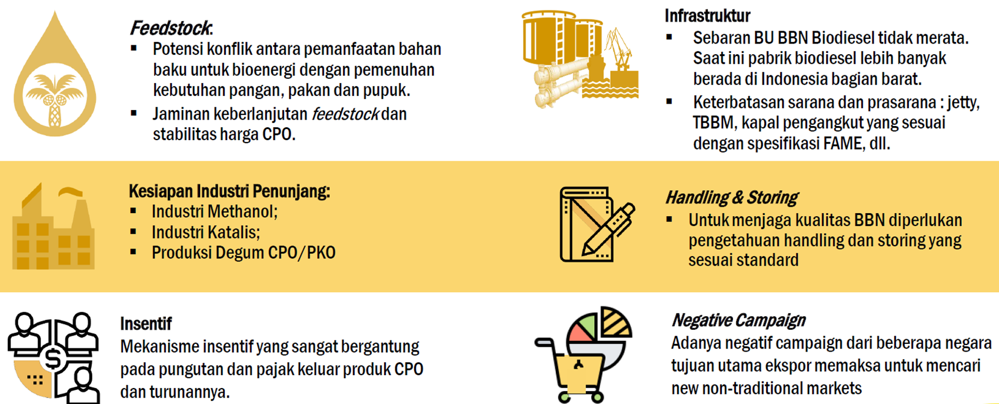 Feedstock:
▪ Potensi konflik antara pemanfaatan bahan
baku untuk bioenergi dengan pemenuhan
kebutuhan pangan, pakan dan pupuk.
▪ Jaminan keberlanjutan feedstock dan
stabilitas harga CPO.
Infrastruktur
▪ Sebaran BU BBN Biodiesel tidak merata.
Saat ini pabrik biodiesel lebih banyak
berada di Indonesia bagian barat.
▪ Keterbatasan sarana dan prasarana : jetty,
TBBM, kapal pengangkut yang sesuai
dengan spesifikasi FAME, dll.
Kesiapan Industri Penunjang:
▪ Industri Methanol;
▪ Industri Katalis;
▪ Produksi Degum CPO/PKO
Handling & Storing
▪ Untuk menjaga kualitas BBN diperlukan
pengetahuan handling dan storing yang
sesuai standard
$
Insentif
Mekanisme insentif yang sangat bergantung
pada pungutan dan pajak keluar produk CPO
dan turunannya.
Negative Campaign
Adanya negatif campaign dari beberapa negara
tujuan utama ekspor memaksa untuk mencari
new non-traditional markets